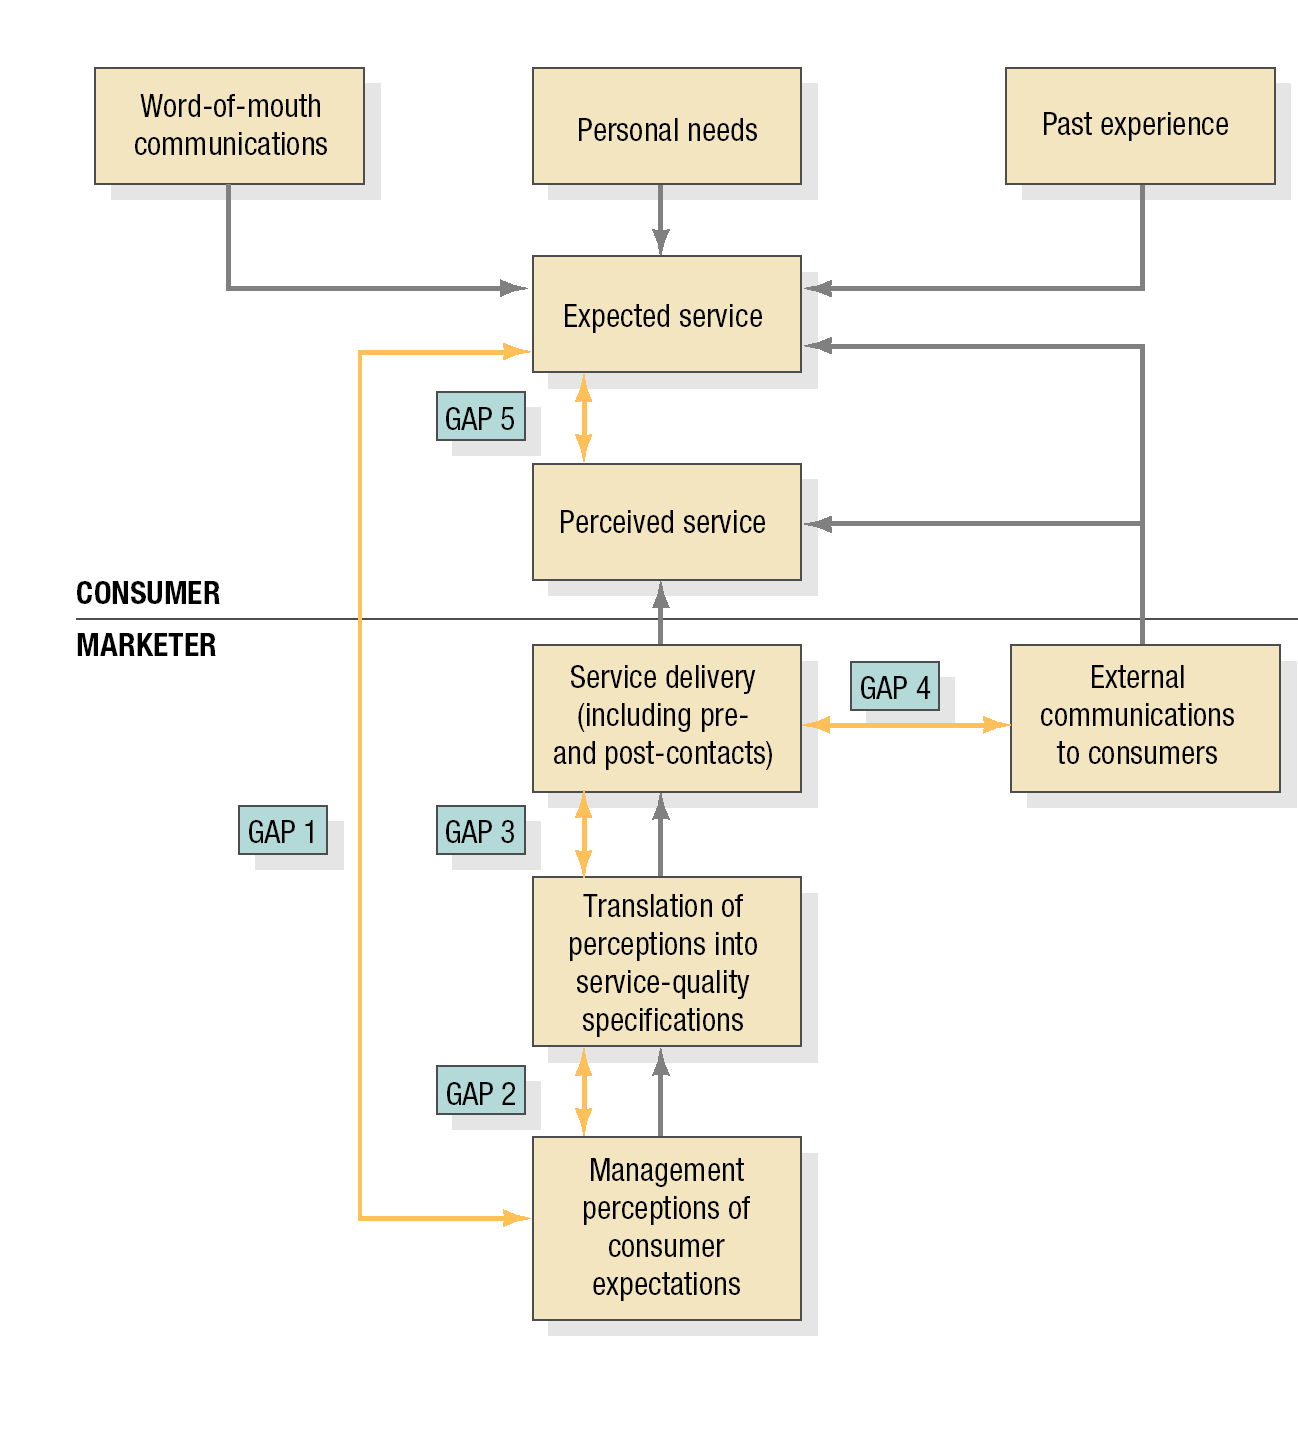 Word-of-mouth
communications
Personal needs
Past experience
Expected service
GAP 5
Perceived service
CONSUMER
MARKETER
Service delivery
(including pre-
and post-contacts)
GAP 4
External
communications
to consumers
GAP 1
GAP 3
Translation of
perceptions into
service-quality
specifications
GAP 2
Management
perceptions of
consumer
expectations